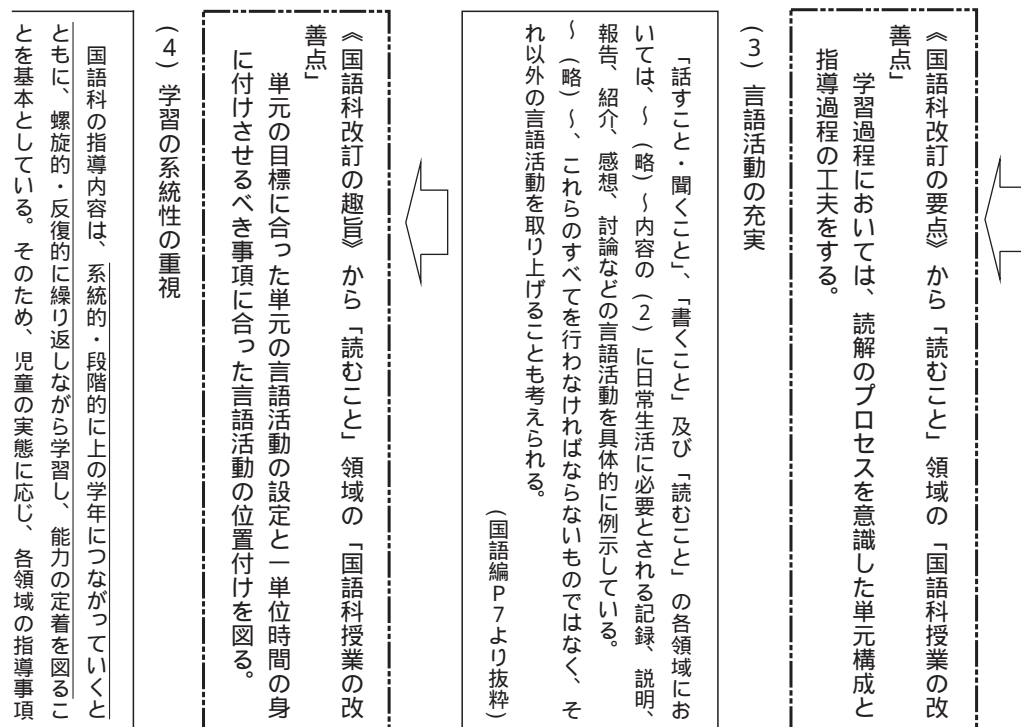 《国語科改訂の要点》から「読むこと」領域の「国語科授業の改
善点」
学習過程においては、読解のプロセスを意識した単元構成と
指導過程の工夫をする。
(3) 言語活動の充実
「話すこと・聞くこと」、「書くこと」及び「読むこと」の各領域にお
いては、～(略)～内容の(2)に日常生活に必要とされる記録、説明、
報告、紹介、感想、討論などの言語活動を具体的に例示している。
～(略)～、これらのすべてを行わなければならないものではなく、そ
れ以外の言語活動を取り上げることも考えられる。
(国語編P7より抜粋)
《国語科改訂の趣旨》から「読むこと」領域の「国語科授業の改
善点」
単元の目標に合った単元の言語活動の設定と一単位時間の身
に付けさせるべき事項に合った言語活動の位置付けを図る。
(4) 学習の系統性の重視
国語科の指導内容は、系統的・段階的に上の学年につながっていくと
ともに、螺旋的・反復的に繰り返しながら学習し、能力の定着を図るこ
とを基本としている。そのため、児童の実態に応じ、各領域の指導事項